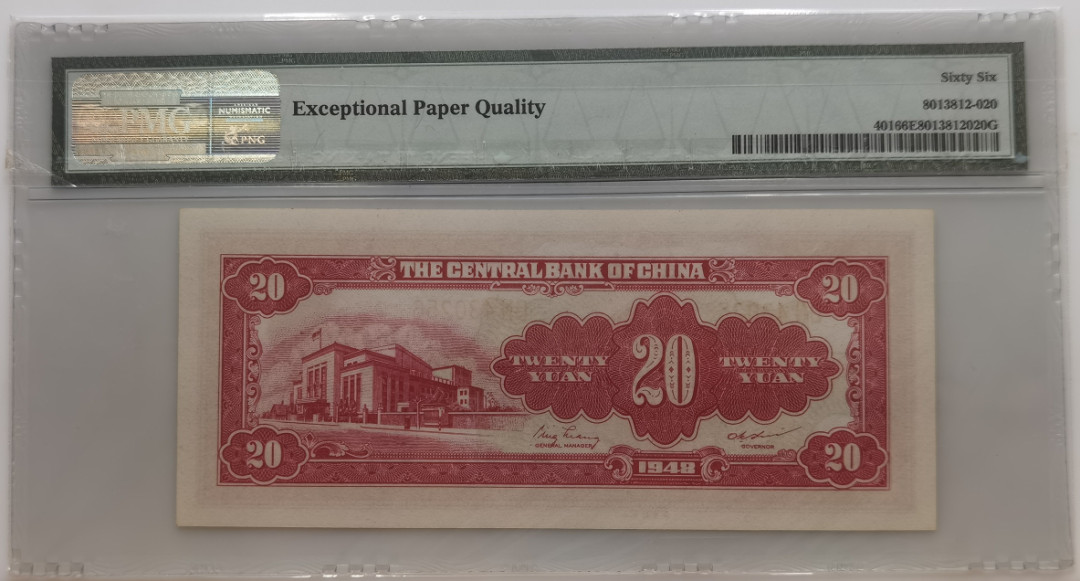 PMG
NUMISMATIC
PNG
Exceptional Paper Quality
Sixty Six
8013812-020
40166E8013812020G
THE CENTRAL BANK OF CHINA
20
20
TWENTY
YUAN
20
TWENTY
YUAN
GENERAL MANAGER
GOVERNOR
20
1948
20